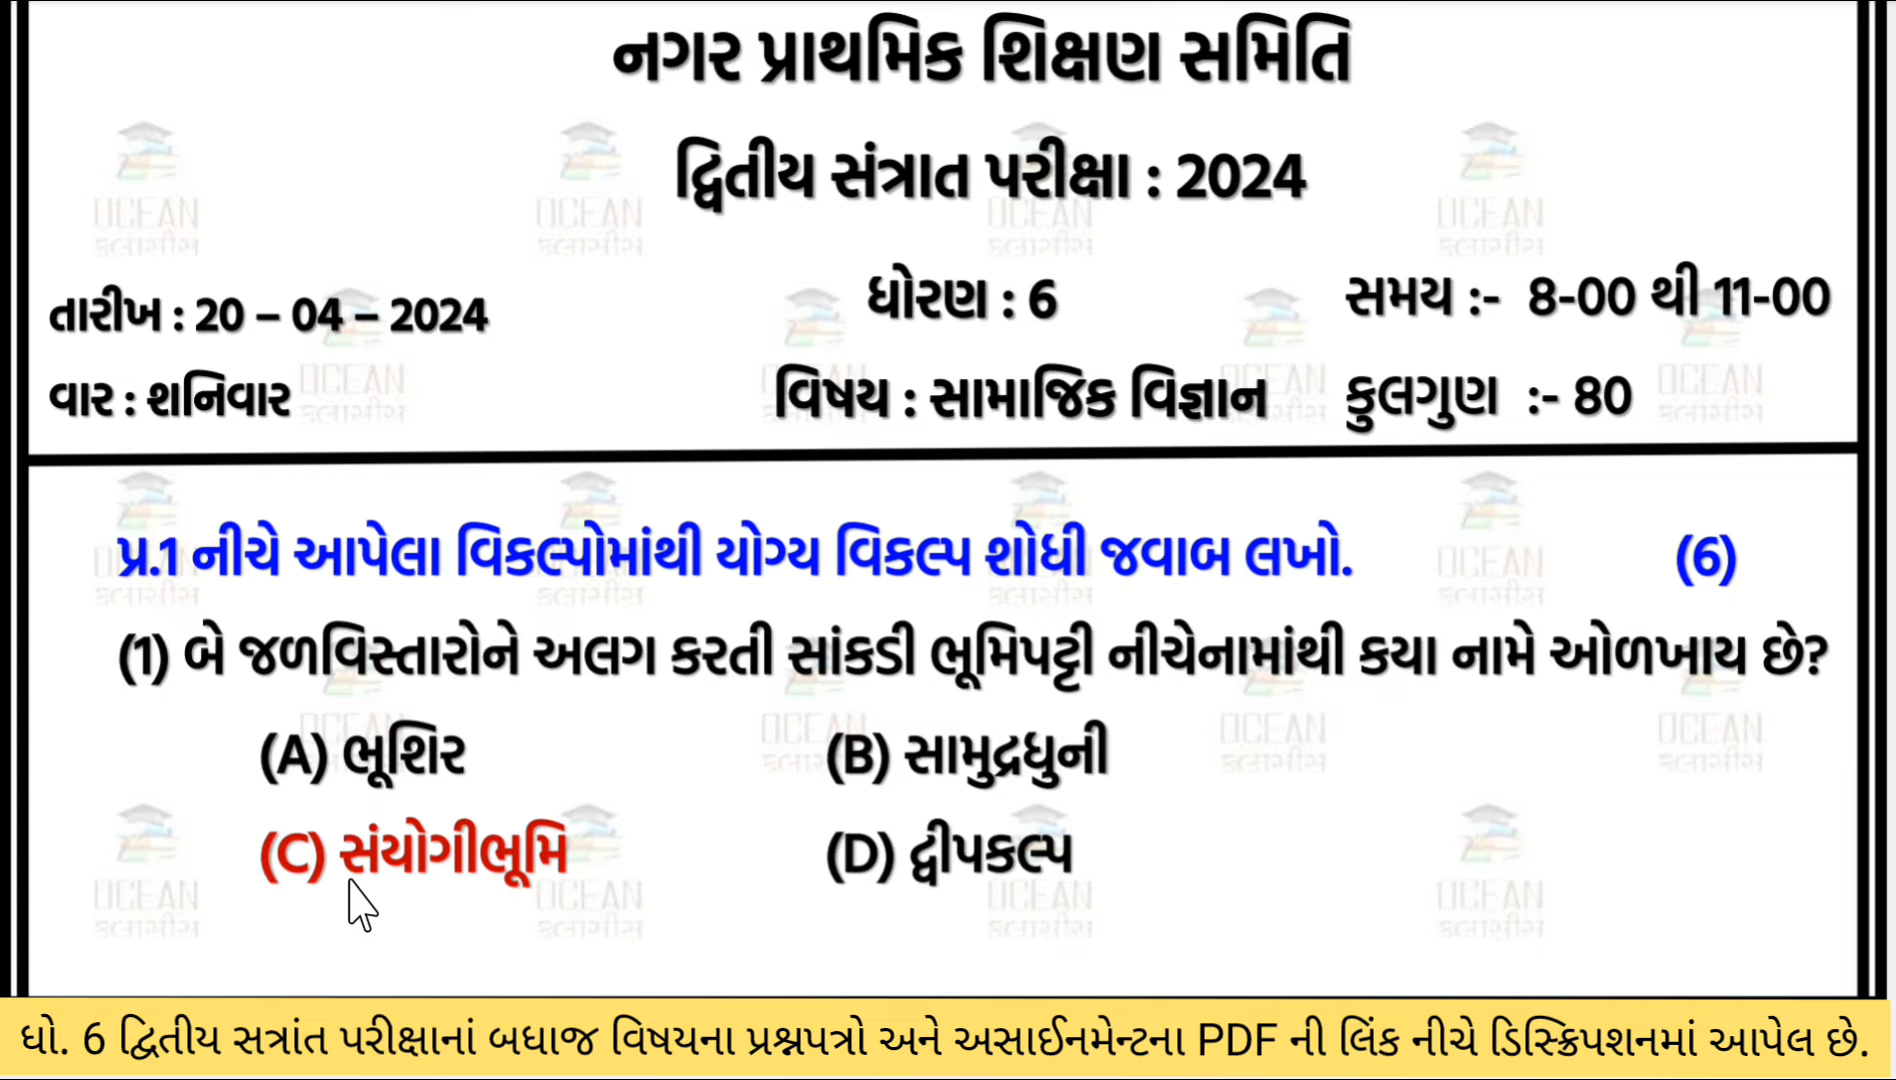 નગર પ્રાથમિક શિક્ષણ સમિતિ
દ્વિતીય સંત્રાત પરીક્ષા : 2024
તારીખ : 20 – 04 – 2024
ધોરણ : 6
સમય :- 8-00 થી 11-00
વાર : શનિવાર
વિષય : સામાજિક વિજ્ઞાન
કુલગુણ :- 80
પ્ર.1 નીચે આપેલા વિકલ્પોમાંથી યોગ્ય વિકલ્પ શોધી જવાબ લખો. (6)
(1) બે જળવિસ્તારોને અલગ કરતી સાંકડી ભૂમિપટ્ટી નીચેનામાંથી કયા નામે ઓળખાય છે?
(A) ભૂશિર (B) સામુદ્રધુની
(C) સંયોગીભૂમિ (D) દ્વીપકલ્પ
OCEAN
ક્લાસીસ
ધો. 6 દ્વિતીય સત્રાંત પરીક્ષાનાં બધાજ વિષયના પ્રશ્નપત્રો અને અસાઈનમેન્ટના PDF ની લિંક નીચે ડિસ્ક્રિપશનમાં આપેલ છે.